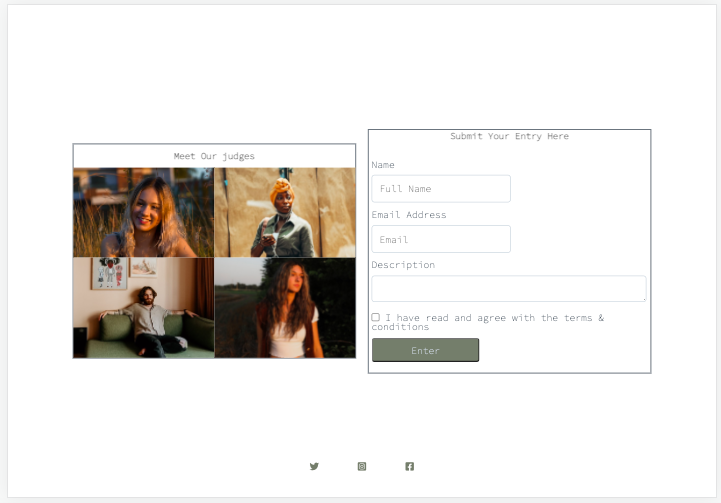 Meet Our judges
Submit Your Entry Here
Name
Full Name
Email Address
Email
Description
I have read and agree with the terms &
conditions
Enter